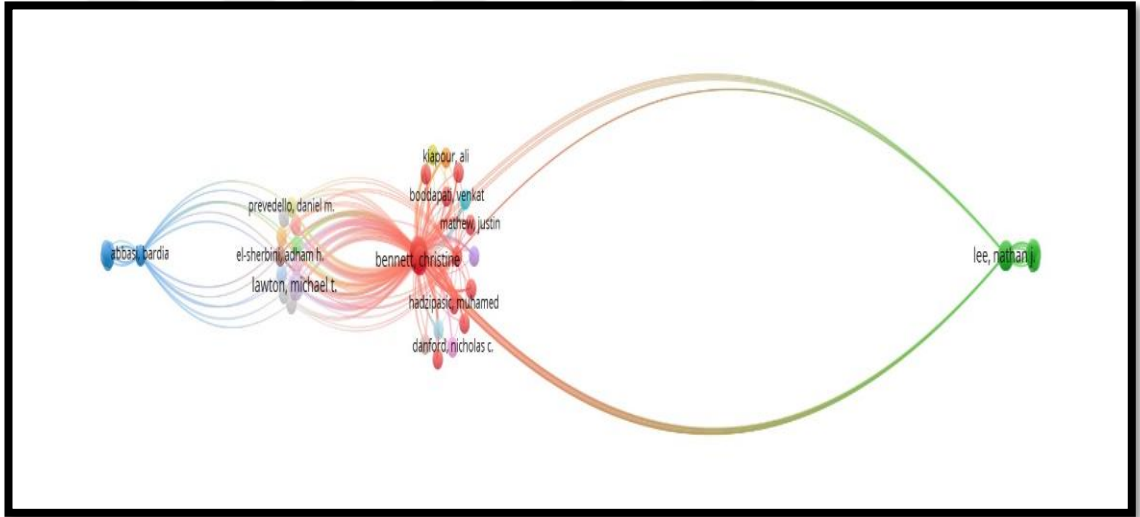 kiapour, ali
boddapati, venkat
prevedello, daniel m.
mathew, justin
abbasi, bardia
el-sherbini, adham h.
bennett, christine
lee, nathan j.
lawton, michael t.
hadzipasic, muhamed
danford, nicholas c.